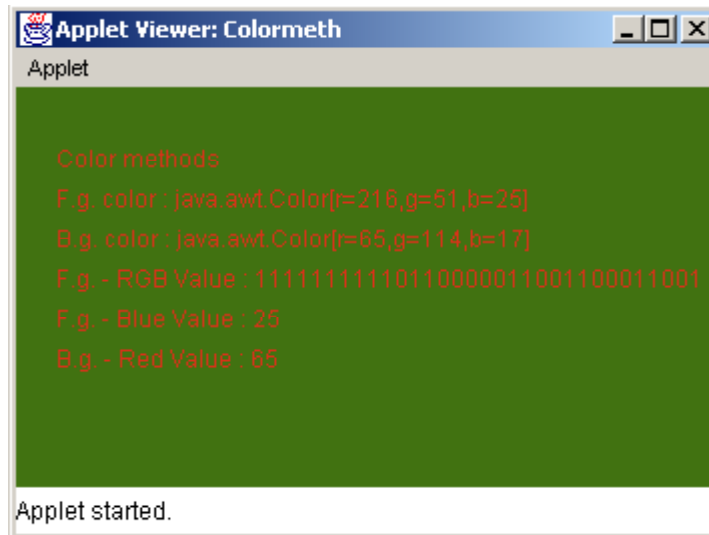 Applet Viewer: Colormeth
Applet
Color methods
F.g. color : java.awt.Color[r=216,g=51,b=25]
B.g. color : java.awt.Color[r=65,g=114,b=17]
F.g. - RGB Value : 11111111110110000011001100011001
F.g. - Blue Value : 25
B.g. - Red Value : 65
Applet started.